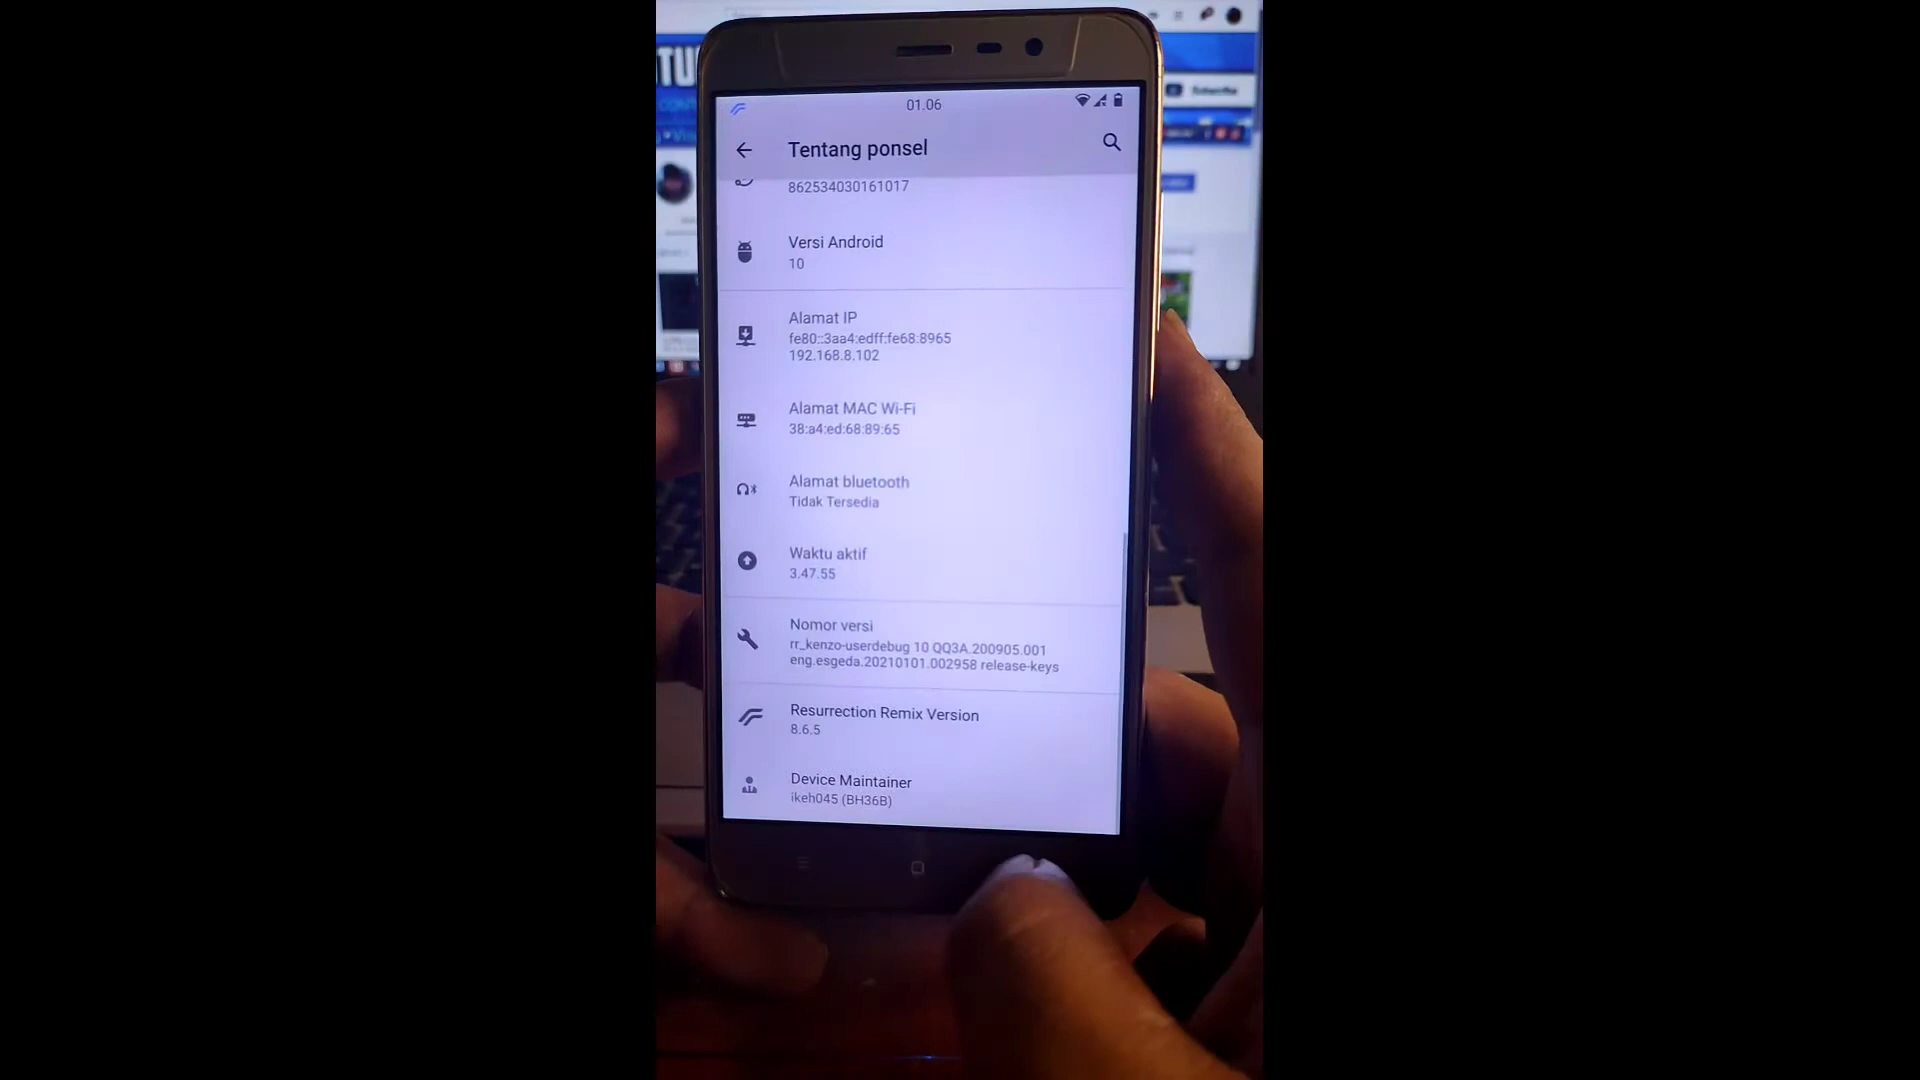 TU
01.06
Subscribe
Tentang ponsel
862534030161017
Versi Android
10
Alamat IP
fe80::3aa4:edff:fe68:8965
192.168.8.102
Alamat MAC Wi-Fi
38:a4:ed:68:89:65
Alamat bluetooth
Tidak Tersedia
Waktu aktif
3.47.55
Nomor versi
rr_kenzo-userdebug 10 QQ3A.200905.001
eng.esgeda.20210101.002958 release-keys
Resurrection Remix Version
8.6.5
Device Maintainer
ikeh045 (BH36B)